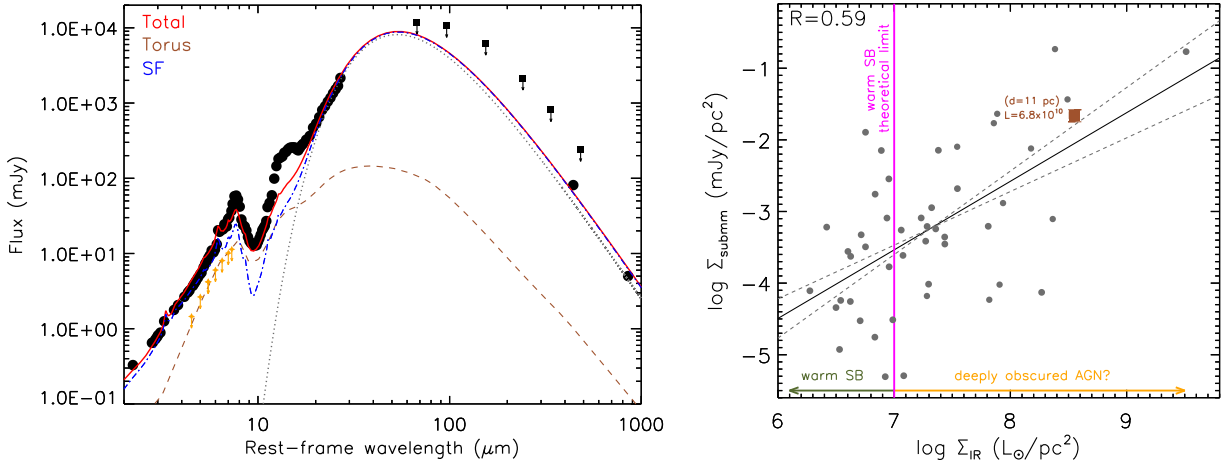 Total
Torus
SF
Flux (mJy)
1.0E+04
1.0E+03
1.0E+02
1.0E+01
1.0E+00
1.0E-01
10
100
1000
Rest-frame wavelength (μm)
R=0.59
warm SB
theoretical limit
(d=11 pc)
L=6.8x10¹⁰
log Σsubmm (mJy/pc²)
-1
-2
-3
-4
-5
warm SB
deeply obscured AGN?
6
7
8
9
log ΣIR (L⊙/pc²)